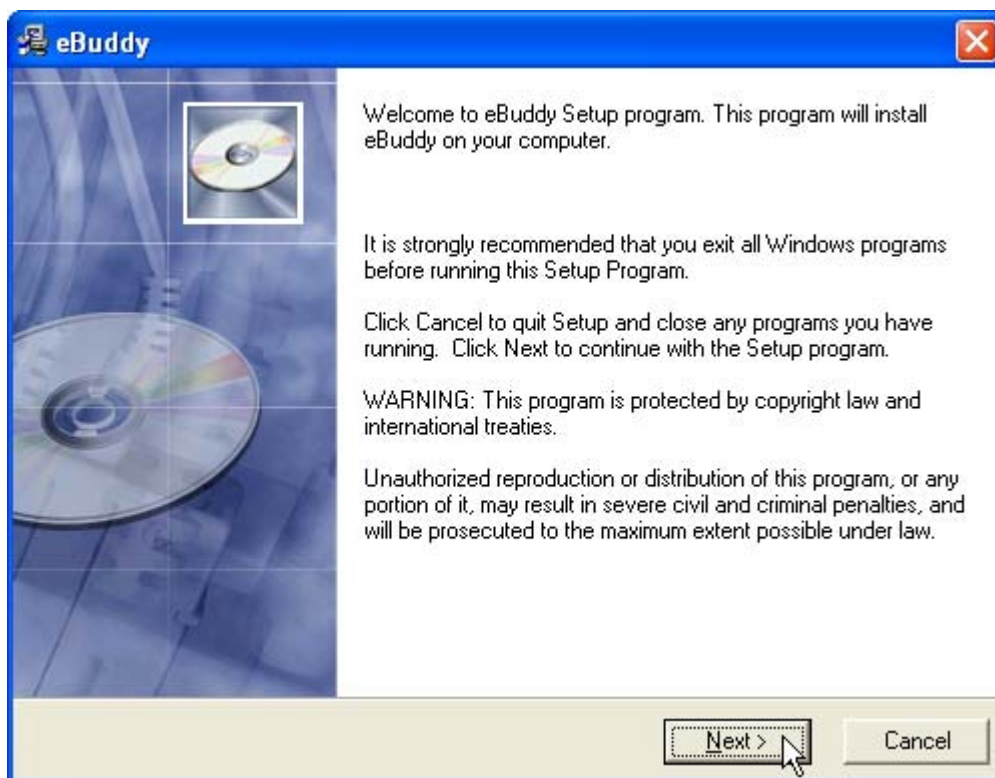 eBuddy
Welcome to eBuddy Setup program. This program will install
eBuddy on your computer.
It is strongly recommended that you exit all Windows programs
before running this Setup Program.
Click Cancel to quit Setup and close any programs you have
running.  Click Next to continue with the Setup program.
WARNING: This program is protected by copyright law and
international treaties.
Unauthorized reproduction or distribution of this program, or any
portion of it, may result in severe civil and criminal penalties, and
will be prosecuted to the maximum extent possible under law.
Next >
Cancel